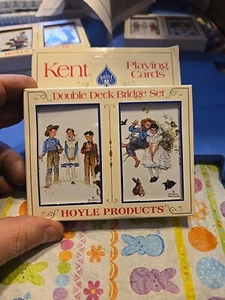 Kent Playing Cards
HOYLE
Double Deck Bridge Set
HOYLE PRODUCTS